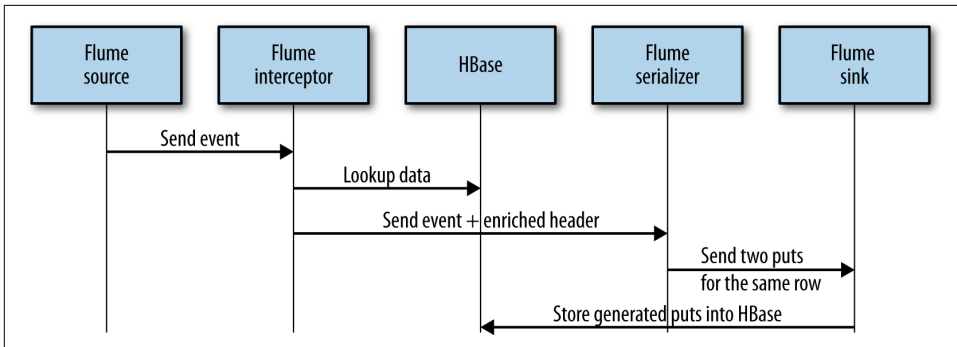 Flume
source
Flume
interceptor
HBase
Flume
serializer
Flume
sink
Send event
Lookup data
Send event + enriched header
Send two puts
for the same row
Store generated puts into HBase